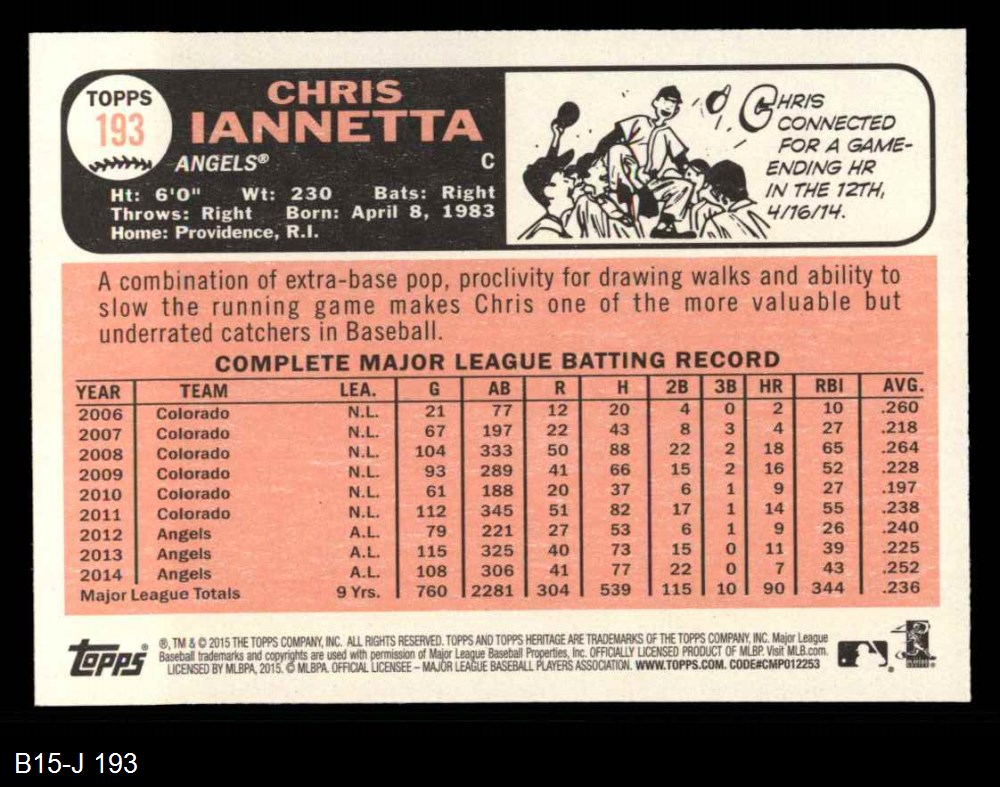 TOPPS
193
CHRIS
IANNETTA
ANGELS® C
Ht: 6'0" Wt: 230 Bats: Right
Throws: Right Born: April 8, 1983
Home: Providence, R.I.
CHRIS
CONNECTED
FOR A GAME-
ENDING HR
IN THE 12TH,
4/16/14.
A combination of extra-base pop, proclivity for drawing walks and ability to
slow the running game makes Chris one of the more valuable but
underrated catchers in Baseball.
COMPLETE MAJOR LEAGUE BATTING RECORD
YEAR TEAM LEA. G AB R H 2B 3B HR RBI AVG.
2006 Colorado N.L. 21 77 12 20 4 0 2 10 .260
2007 Colorado N.L. 67 197 22 43 8 3 4 27 .218
2008 Colorado N.L. 104 333 50 88 22 2 18 65 .264
2009 Colorado N.L. 93 289 41 66 15 2 16 52 .228
2010 Colorado N.L. 61 188 20 37 6 1 9 27 .197
2011 Colorado N.L. 112 345 51 82 17 1 14 55 .238
2012 Angels A.L. 79 221 27 53 6 1 9 26 .240
2013 Angels A.L. 115 325 40 73 15 0 11 39 .225
2014 Angels A.L. 108 306 41 77 22 0 7 43 .252
Major League Totals 9 Yrs. 760 2281 304 539 115 10 90 344 .236
topps
®, TM & © 2015 THE TOPPS COMPANY, INC. ALL RIGHTS RESERVED. TOPPS AND TOPPS HERITAGE ARE TRADEMARKS OF THE TOPPS COMPANY, INC. Major League
Baseball trademarks and copyrights are used with permission of Major League Baseball Properties, Inc. OFFICIALLY LICENSED PRODUCT OF MLBP. Visit MLB.com.
LICENSED BY MLBPA, 2015. © MLBPA. OFFICIAL LICENSEE – MAJOR LEAGUE BASEBALL PLAYERS ASSOCIATION. WWW.TOPPS.COM. CODE#CMP012253
B15-J 193